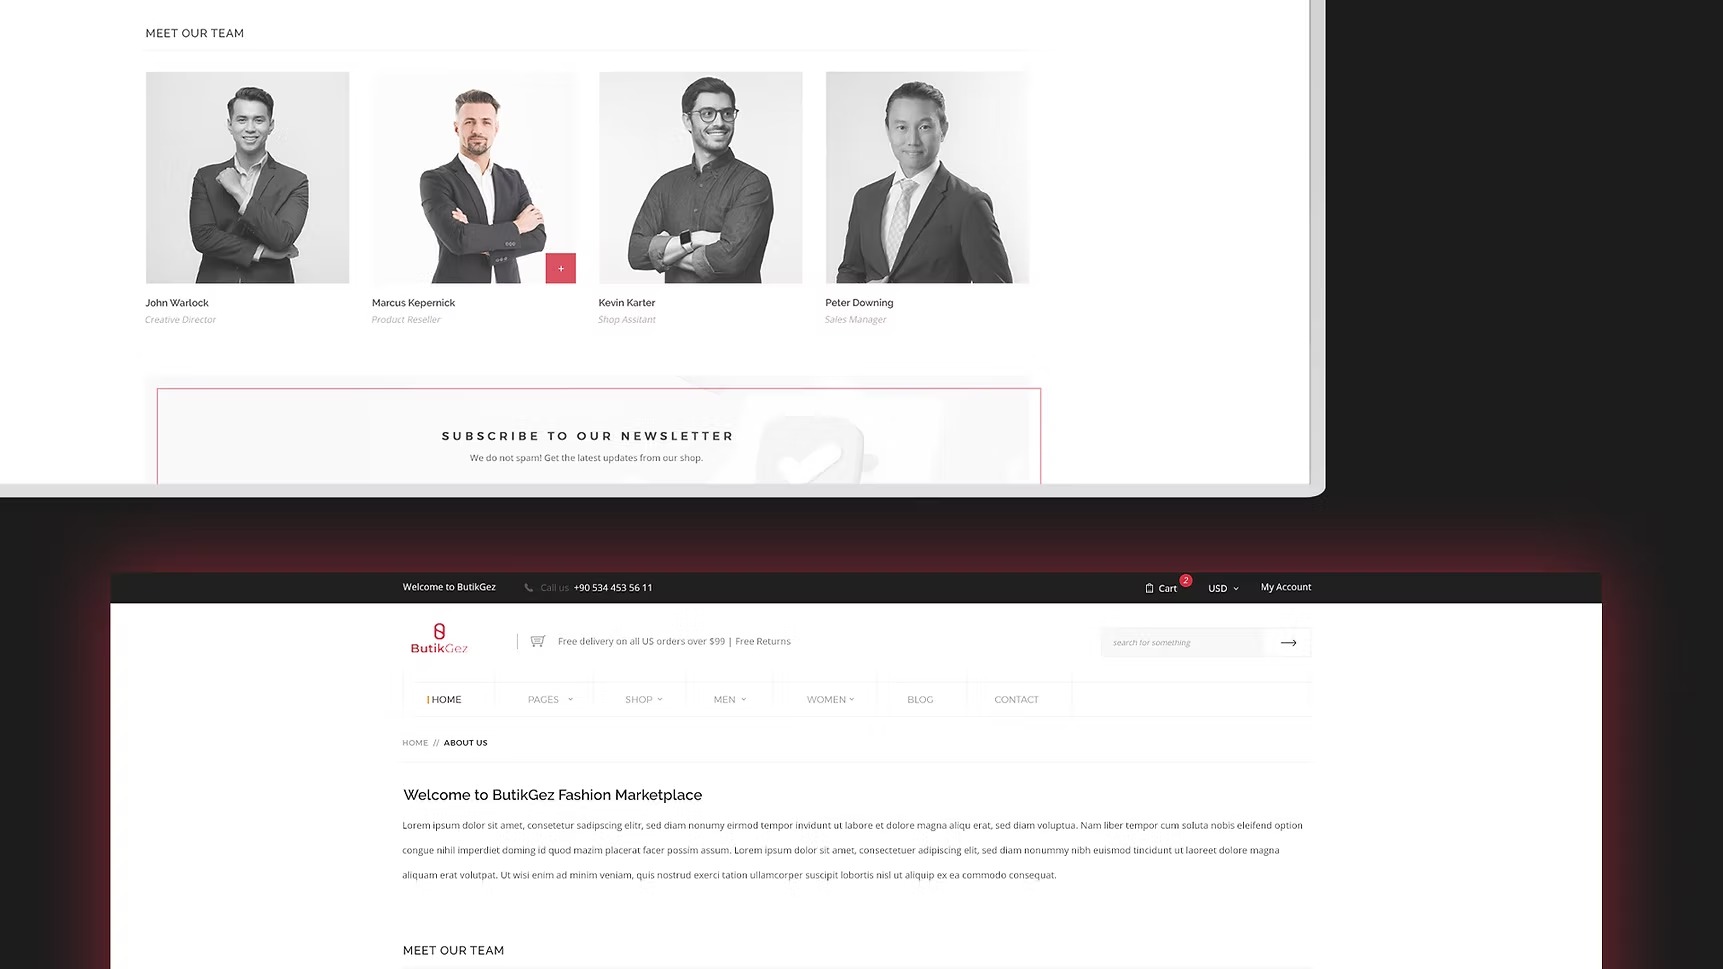 MEET OUR TEAM
John Warlock
Creative Director
Marcus Kepernick
Product Reseller
Kevin Karter
Shop Assitant
Peter Downing
Sales Manager
SUBSCRIBE TO OUR NEWSLETTER
We do not spam! Get the latest updates from our shop.
Welcome to ButikGez
Call us +90 534 453 56 11
Cart 2
USD
My Account
ButikGez
Free delivery on all US orders over $99 | Free Returns
search for something
HOME PAGES SHOP MEN WOMEN BLOG CONTACT
HOME // ABOUT US
Welcome to ButikGez Fashion Marketplace
Lorem ipsum dolor sit amet, consetetur sadipscing elitr, sed diam nonumy eirmod tempor invidunt ut labore et dolore magna aliqu erat, sed diam voluptua. Nam liber tempor cum soluta nobis eleifend option
congue nihil imperdiet doming id quod mazim placerat facer possim assum. Lorem ipsum dolor sit amet, consectetuer adipiscing elit, sed diam nonummy nibh euismod tincidunt ut laoreet dolore magna
aliquam erat volutpat. Ut wisi enim ad minim veniam, quis nostrud exerci tation ullamcorper suscipit lobortis nisl ut aliquip ex ea commodo consequat.
MEET OUR TEAM